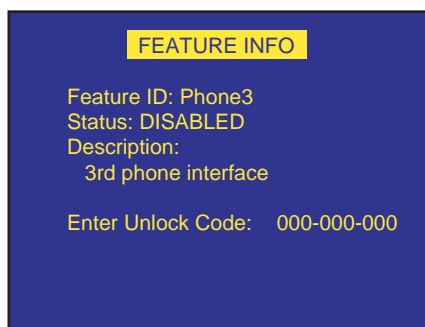 FEATURE INFO
Feature ID: Phone3
Status: DISABLED
Description:
3rd phone interface
Enter Unlock Code: 000-000-000